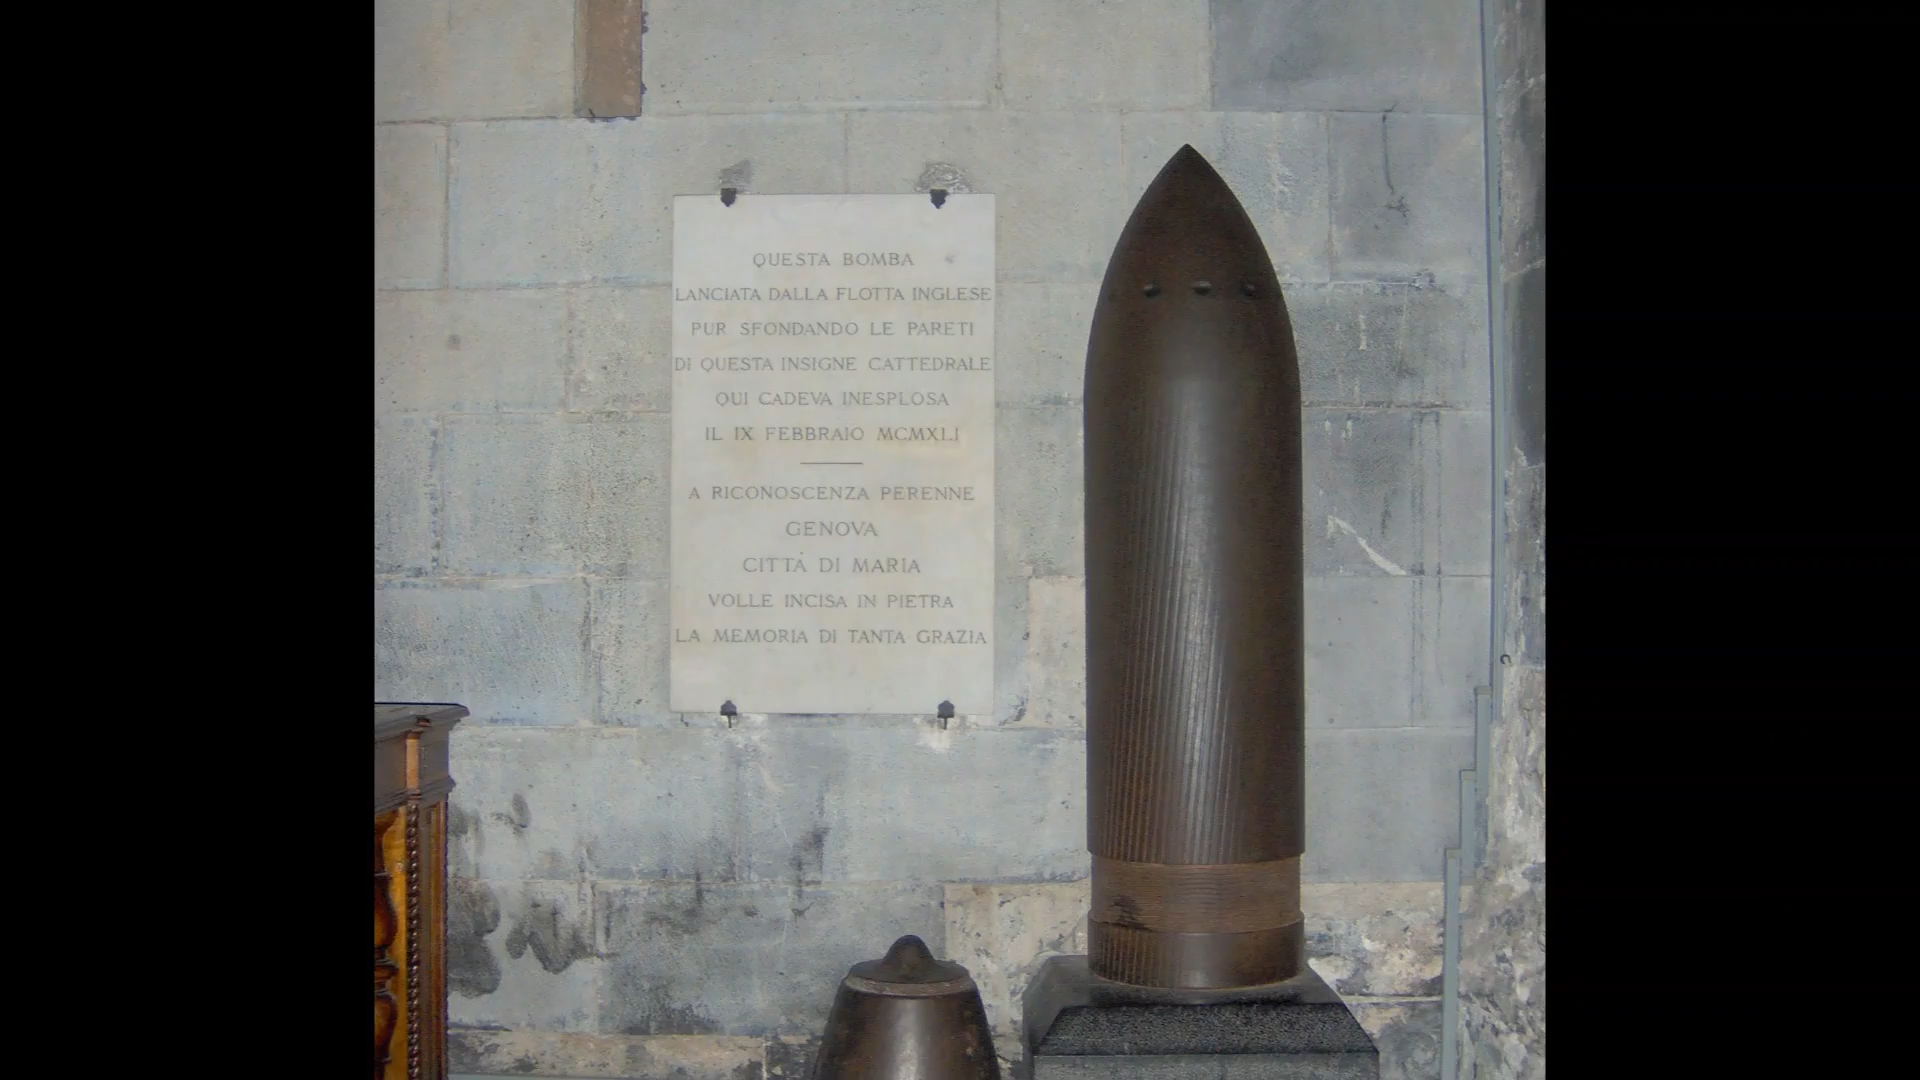 QUESTA BOMBA
LANCIATA DALLA FLOTTA INGLESE
PUR SFONDANDO LE PARETI
DI QUESTA INSIGNE CATTEDRALE
QUI CADEVA INESPLOSA
IL IX FEBBRAIO MCMXLI
A RICONOSCENZA PERENNE
GENOVA
CITTÀ DI MARIA
VOLLE INCISA IN PIETRA
LA MEMORIA DI TANTA GRAZIA